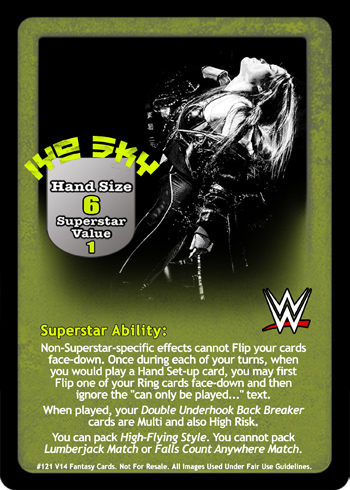 IYO SKY
Hand Size
6
Superstar
Value
1
W
Superstar Ability:
Non-Superstar-specific effects cannot Flip your cards
face-down. Once during each of your turns, when
you would play a Hand Set-up card, you may first
Flip one of your Ring cards face-down and then
ignore the "can only be played..." text.
When played, your Double Underhook Back Breaker
cards are Multi and also High Risk.
You can pack High-Flying Style. You cannot pack
Lumberjack Match or Falls Count Anywhere Match.
#121 V14 Fantasy Cards. Not For Resale. All Images Used Under Fair Use Guidelines.